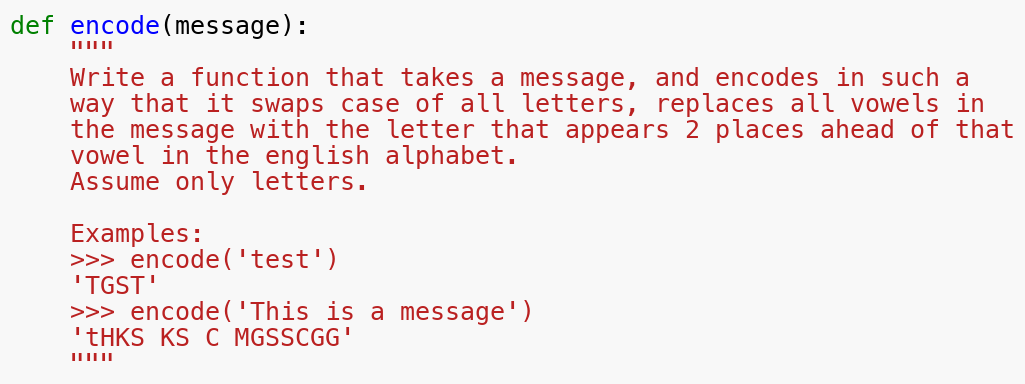 def encode(message):
    """
    Write a function that takes a message, and encodes in such a
    way that it swaps case of all letters, replaces all vowels in
    the message with the letter that appears 2 places ahead of that
    vowel in the english alphabet.
    Assume only letters.

    Examples:
    >>> encode('test')
    'TGST'
    >>> encode('This is a message')
    'tHKS KS C MGSSCGG'
    """